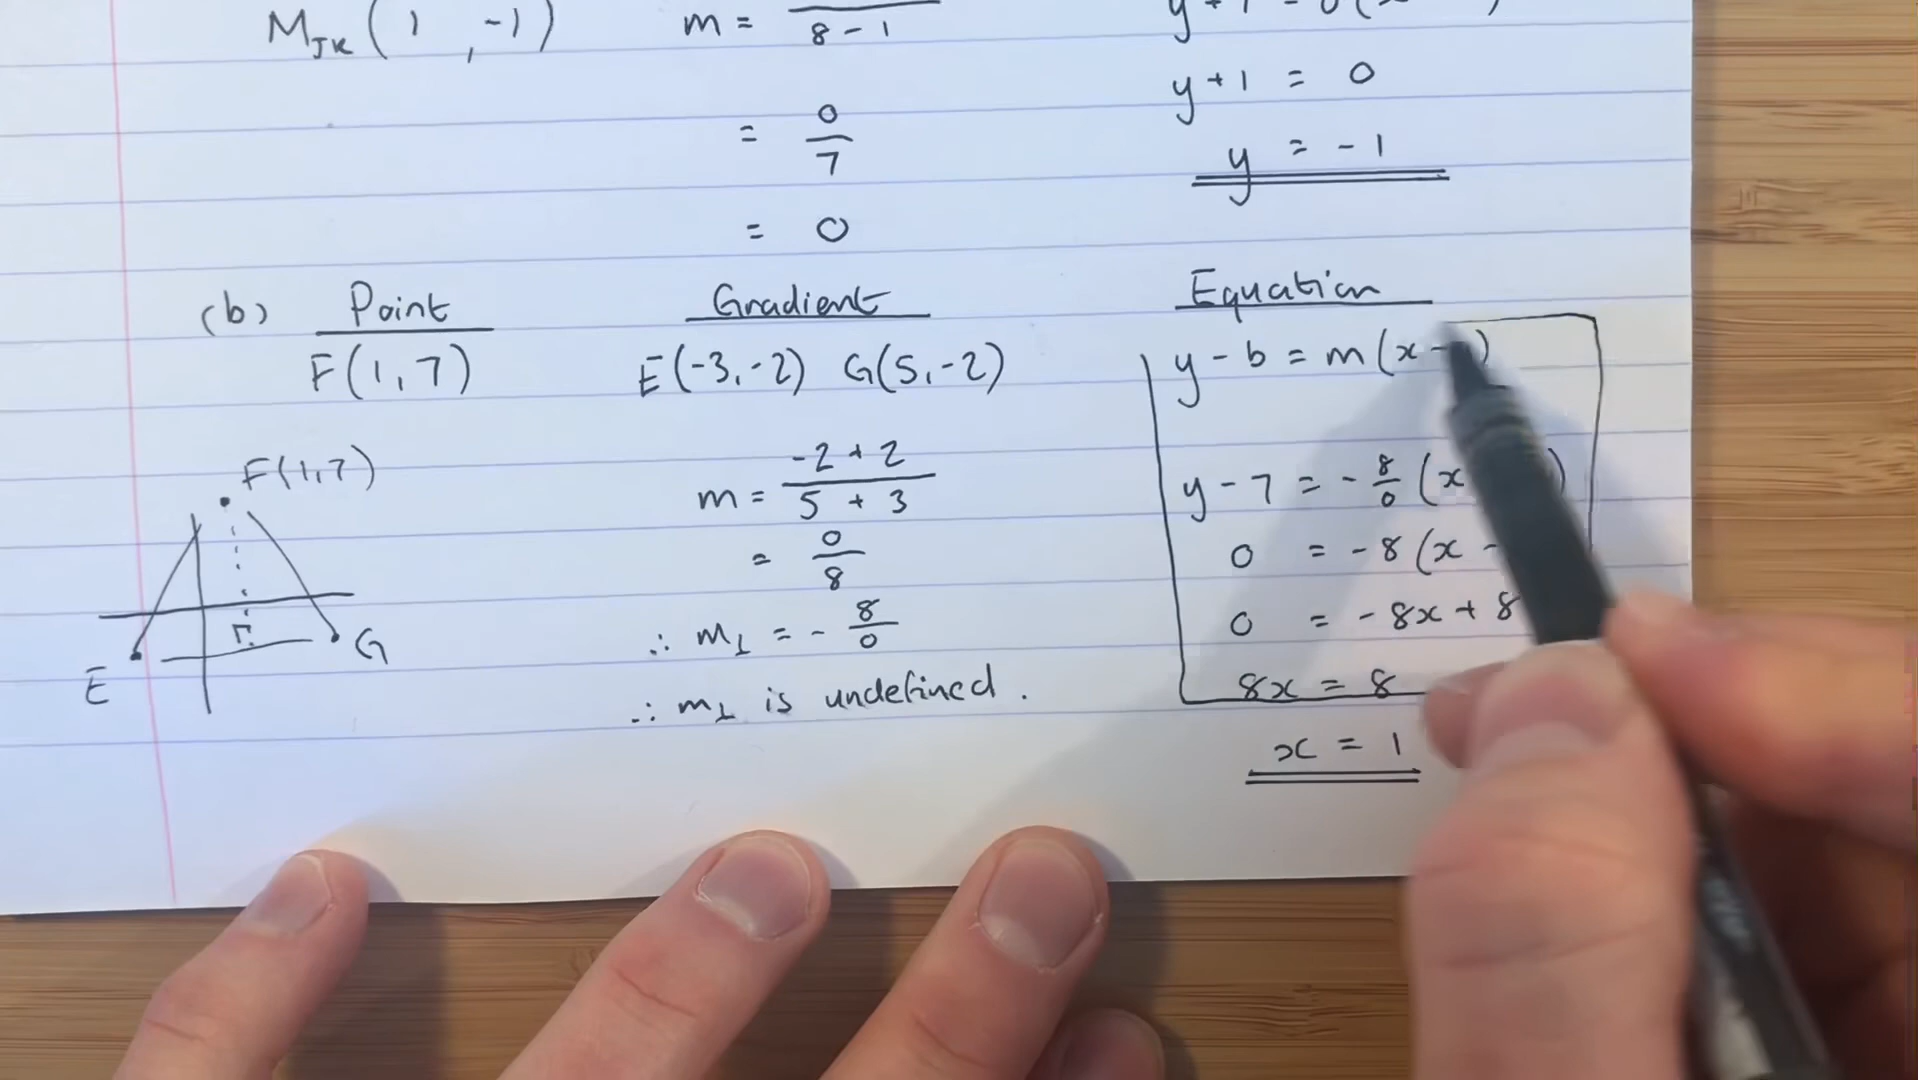 M_JK (1, -1)
m = ―
8 - 1
= 0/7
= 0
y + 1 = 0
y = -1
(b) Point
F(1, 7)
F(1,7)
E
G
Gradient
E(-3, -2) G(5, -2)
m = (-2 + 2)/(5 + 3)
= 0/8
∴ m⊥ = - 8/0
∴ m⊥ is undefined.
Equation
y - b = m(x - )
y - 7 = - 8/0 (x )
0 = -8(x -
0 = -8x + 8
8x = 8
x = 1